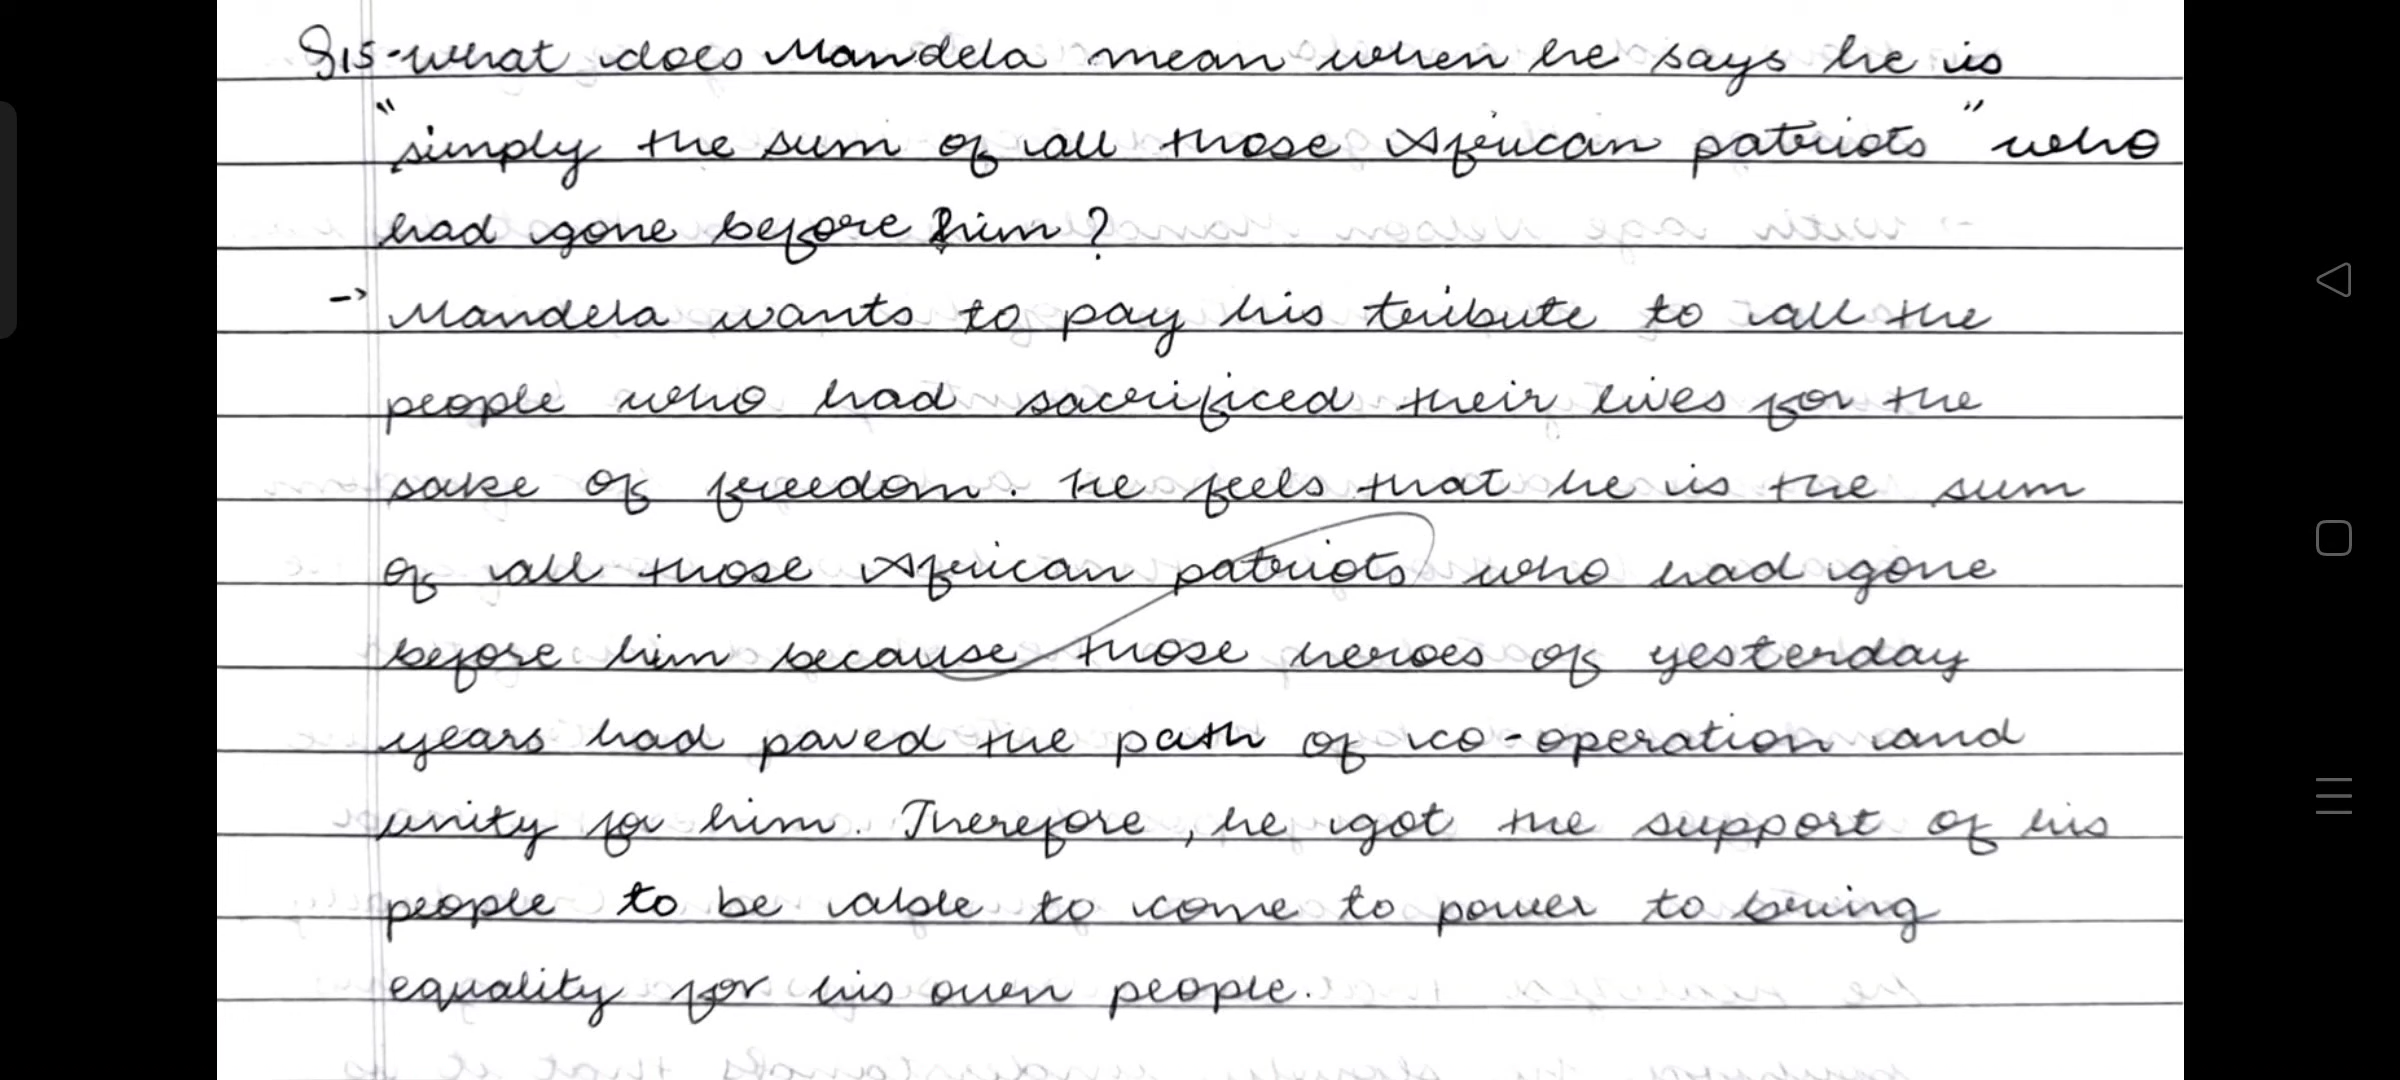 Q15-what does Mandela mean when he says he is
"simply the sum of all those African patriots" who
had gone before him?
-> Mandela wants to pay his tribute to all the
people who had sacrificed their lives for the
sake of freedom. He feels that he is the sum
of all those African patriots who had gone
before him because those heroes of yesterday
years had paved the path of co-operation and
unity for him. Therefore, he got the support of his
people to be able to come to power to bring
equality for his own people.